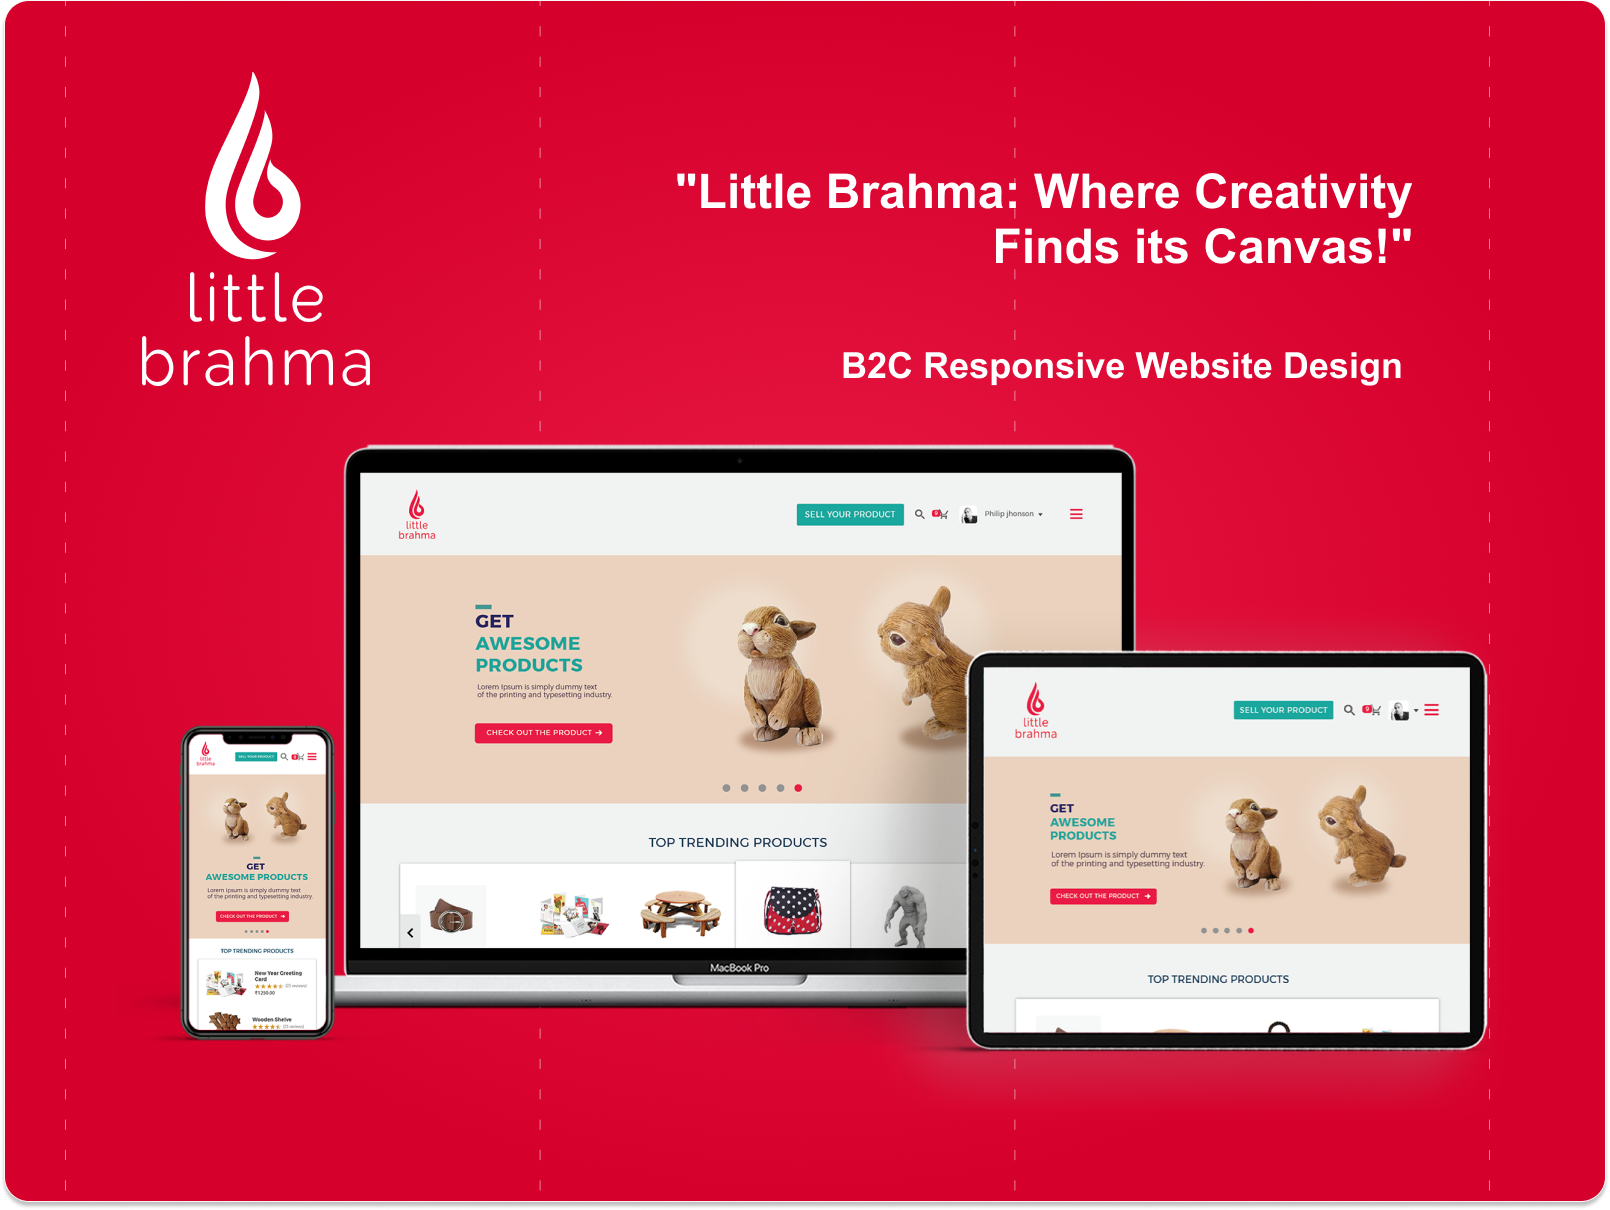 little
brahma
"Little Brahma: Where Creativity
Finds its Canvas!"
B2C Responsive Website Design
little
brahma
SELL YOUR PRODUCT
9
Philip jhonson
GET
AWESOME
PRODUCTS
Lorem Ipsum is simply dummy text
of the printing and typesetting industry.
CHECK OUT THE PRODUCT
TOP TRENDING PRODUCTS
MacBook Pro
little
brahma
SELL YOUR PRODUCT
9
GET
AWESOME
PRODUCTS
Lorem Ipsum is simply dummy text
of the printing and typesetting industry.
CHECK OUT THE PRODUCT
TOP TRENDING PRODUCTS
little
brahma
SELL YOUR PRODUCT
GET
AWESOME PRODUCTS
Lorem Ipsum is simply dummy text
of the printing and typesetting industry.
CHECK OUT THE PRODUCT
TOP TRENDING PRODUCTS
New Year Greeting
Card
₹1250.00
Wooden Shelve